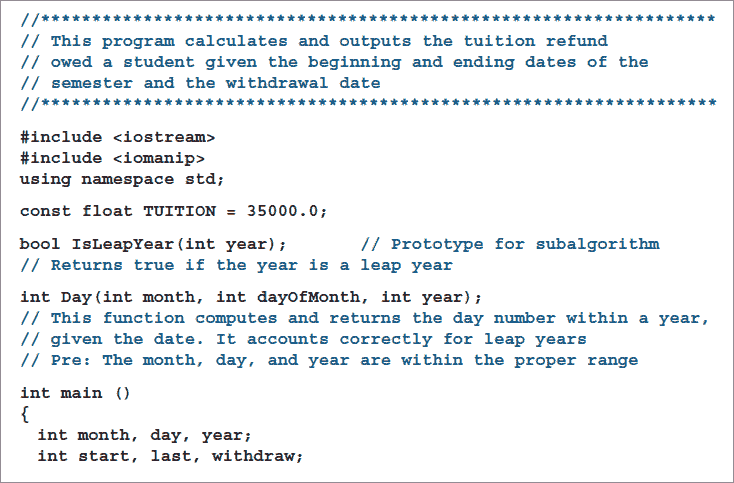 //******************************************************************
// This program calculates and outputs the tuition refund
// owed a student given the beginning and ending dates of the
// semester and the withdrawal date
//******************************************************************
#include <iostream>
#include <iomanip>
using namespace std;
const float TUITION = 35000.0;
bool IsLeapYear(int year);       // Prototype for subalgorithm
// Returns true if the year is a leap year
int Day(int month, int dayOfMonth, int year);
// This function computes and returns the day number within a year,
// given the date. It accounts correctly for leap years
// Pre: The month, day, and year are within the proper range
int main ()
{
  int month, day, year;
  int start, last, withdraw;